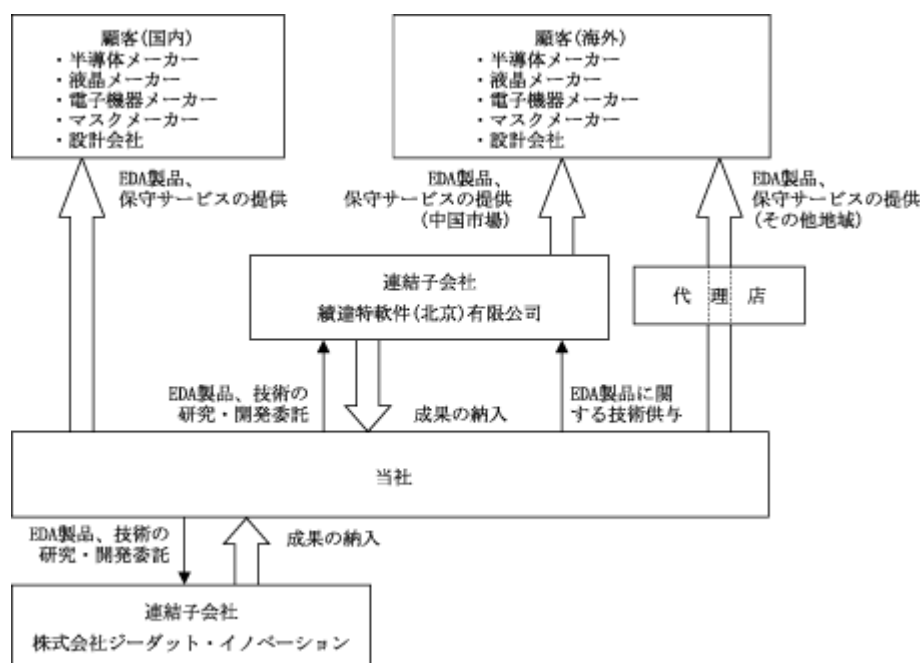 顧客(国内)
・半導体メーカー
・液晶メーカー
・電子機器メーカー
・マスクメーカー
・設計会社
顧客(海外)
・半導体メーカー
・液晶メーカー
・電子機器メーカー
・マスクメーカー
・設計会社
EDA製品、
保守サービスの提供
EDA製品、
保守サービスの提供
(中国市場)
EDA製品、
保守サービスの提供
(その他地域)
連結子会社
績達特軟件(北京)有限公司
代理店
EDA製品、技術の
研究・開発委託
成果の納入
EDA製品に関
する技術供与
当社
EDA製品、技術の
研究・開発委託
成果の納入
連結子会社
株式会社ジーダット・イノベーション